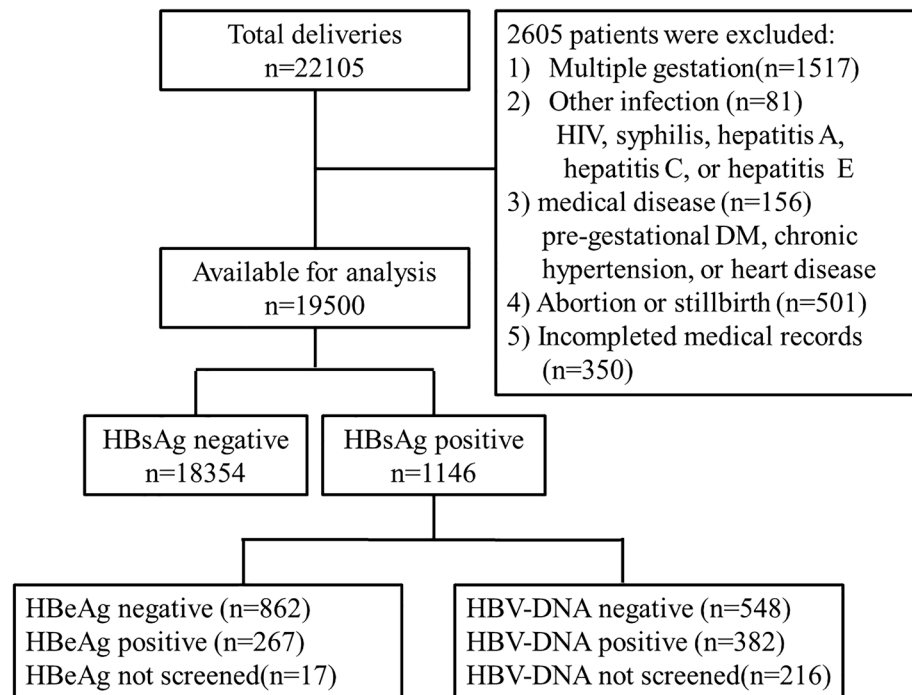 Total deliveries
n=22105
2605 patients were excluded:
1) Multiple gestation(n=1517)
2) Other infection (n=81)
HIV, syphilis, hepatitis A,
hepatitis C, or hepatitis E
3) medical disease (n=156)
pre-gestational DM, chronic
hypertension, or heart disease
4) Abortion or stillbirth (n=501)
5) Incompleted medical records
(n=350)
Available for analysis
n=19500
HBsAg negative
n=18354
HBsAg positive
n=1146
HBeAg negative (n=862)
HBeAg positive (n=267)
HBeAg not screened(n=17)
HBV-DNA negative (n=548)
HBV-DNA positive (n=382)
HBV-DNA not screened(n=216)